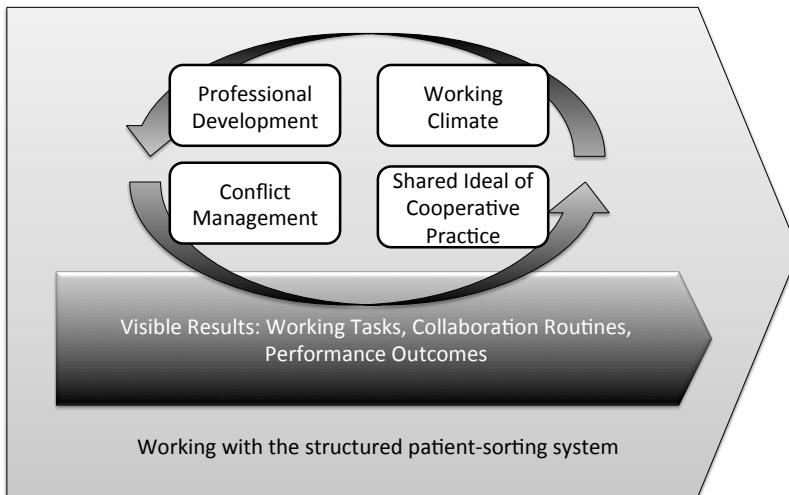 Professional
Development
Working
Climate
Conflict
Management
Shared Ideal of
Cooperative
Practice
Visible Results: Working Tasks, Collaboration Routines,
Performance Outcomes
Working with the structured patient-sorting system